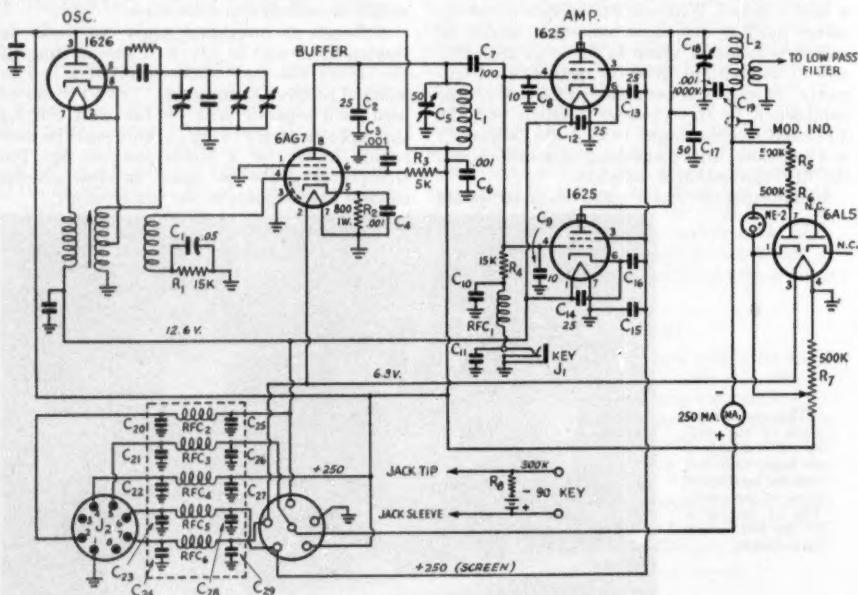 OSC.
1626
BUFFER
6AG7
AMP.
1625
C7
100
C8
10
25
C13
C12
25
C18
.001
1000V.
C19
L2
TO LOW PASS
FILTER
MOD. IND.
C17
50
R5
500K
500K
R6
N.C.
6AL5
NE-2
N.C.
C2
25
C3
.001
50
C5
L1
R3
5K
.001
C6
800
1W.
R2
.001
C4
C1
.05
R1
15K
1625
C9
10
15K
R4
C10
RFC1
C11
KEY
J1
C14
25
C16
C15
12.6 V.
6.3V.
500K
R7
250 MA.
MA1
-
+
C20
RFC2
C25
C21
RFC3
C26
C22
RFC4
C27
RFC5
RFC6
C23
C24
C28
C29
J2
+250
JACK TIP
300K
R8
- 90 KEY
+
JACK SLEEVE
+250 (SCREEN)